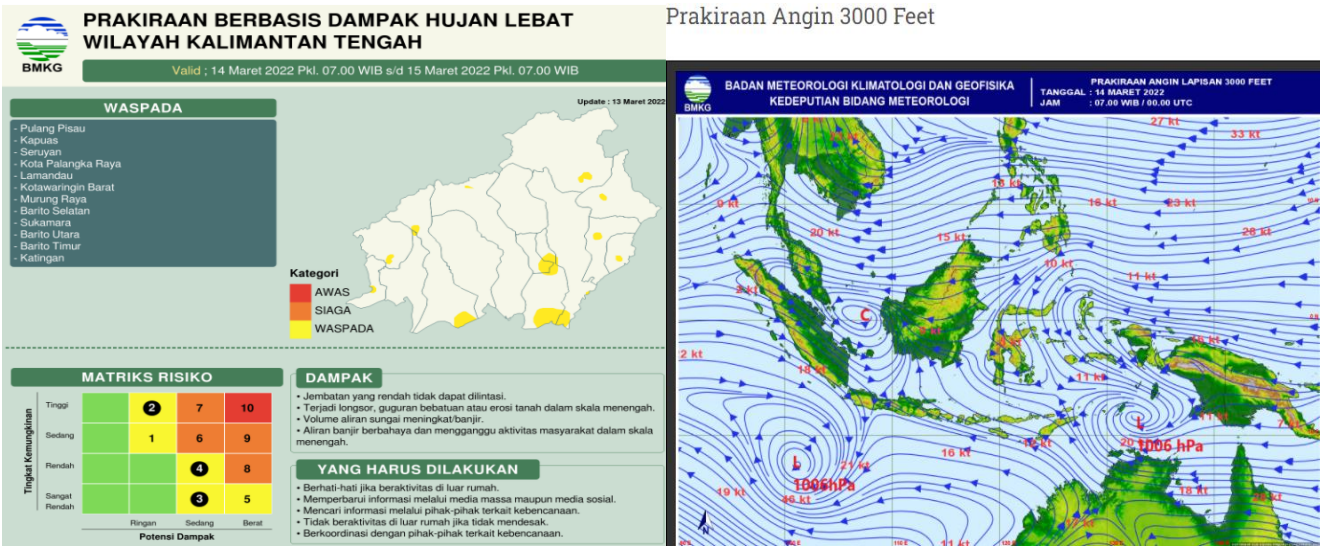 PRAKIRAAN BERBASIS DAMPAK HUJAN LEBAT
WILAYAH KALIMANTAN TENGAH
BMKG
Valid : 14 Maret 2022 Pkl. 07.00 WIB s/d 15 Maret 2022 Pkl. 07.00 WIB
WASPADA
- Pulang Pisau
- Kapuas
- Seruyan
- Kota Palangka Raya
- Lamandau
- Kotawaringin Barat
- Murung Raya
- Barito Selatan
- Sukamara
- Barito Utara
- Barito Timur
- Katingan
Update : 13 Maret 2022
Kategori
AWAS
SIAGA
WASPADA
MATRIKS RISIKO
Tingkat Kemungkinan
Tinggi 2 7 10
Sedang 1 6 9
Rendah 4 8
Sangat Rendah 3 5
Ringan Sedang Berat
Potensi Dampak
DAMPAK
• Jembatan yang rendah tidak dapat dilintasi.
• Terjadi longsor, guguran bebatuan atau erosi tanah dalam skala menengah.
• Volume aliran sungai meningkat/banjir.
• Aliran banjir berbahaya dan mengganggu aktivitas masyarakat dalam skala
menengah.
YANG HARUS DILAKUKAN
• Berhati-hati jika beraktivitas di luar rumah.
• Memperbarui informasi melalui media massa maupun media sosial.
• Mencari informasi melalui pihak-pihak terkait kebencanaan.
• Tidak beraktivitas di luar rumah jika tidak mendesak.
• Berkoordinasi dengan pihak-pihak terkait kebencanaan.
Prakiraan Angin 3000 Feet
BMKG
BADAN METEOROLOGI KLIMATOLOGI DAN GEOFISIKA
KEDEPUTIAN BIDANG METEOROLOGI
PRAKIRAAN ANGIN LAPISAN 3000 FEET
TANGGAL : 14 MARET 2022
JAM : 07.00 WIB / 00.00 UTC
27 kt
33 kt
9 kt
16 kt
23 kt
20 kt
15 kt
28 kt
10 kt
11 kt
C
2 kt
18 kt
11 kt
L
1006 hPa
20
7 kt
16 kt
L
1006hPa
21 kt
19 kt
18 kt
17 kt
11 kt
N